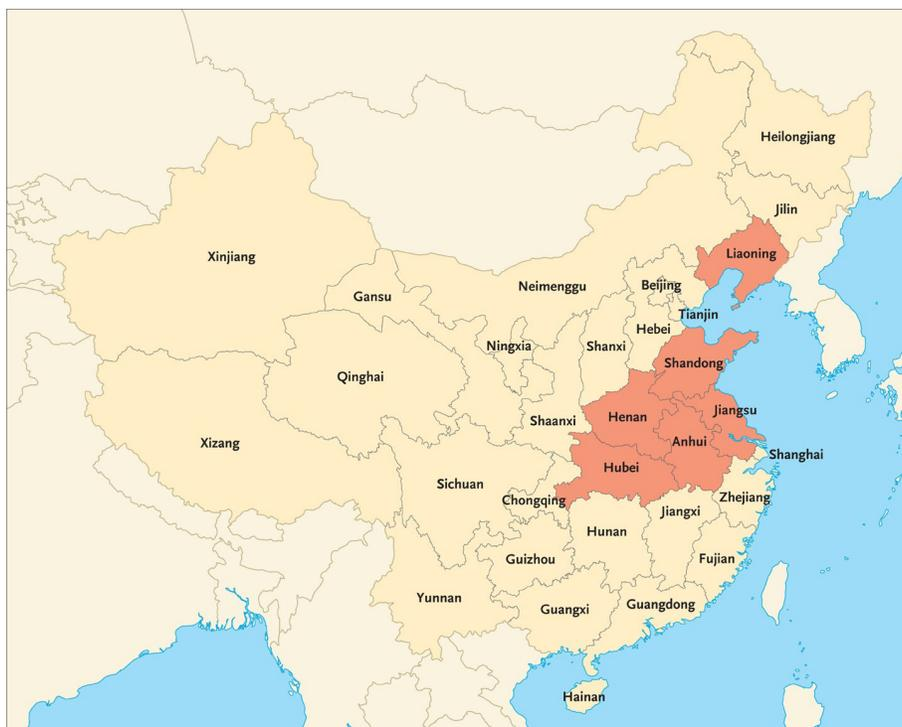 Heilongjiang
Jilin
Liaoning
Xinjiang
Neimenggu
Beijing
Gansu
Tianjin
Hebei
Ningxia
Shanxi
Shandong
Qinghai
Jiangsu
Henan
Shaanxi
Anhui
Xizang
Shanghai
Hubei
Sichuan
Zhejiang
Chongqing
Jiangxi
Hunan
Fujian
Guizhou
Yunnan
Guangdong
Guangxi
Hainan